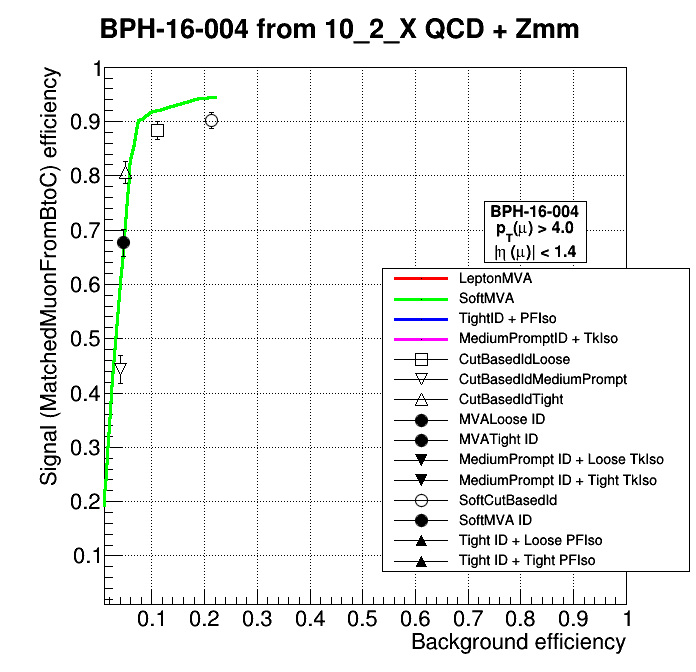 BPH-16-004 from 10_2_X QCD + Zmm
Signal (MatchedMuonFromBtoC) efficiency
1
0.9
0.8
0.7
0.6
0.5
0.4
0.3
0.2
0.1
BPH-16-004
pT(μ) > 4.0
|η (μ)| < 1.4
LeptonMVA
SoftMVA
TightID + PFIso
MediumPromptID + TkIso
CutBasedIdLoose
CutBasedIdMediumPrompt
CutBasedIdTight
MVALoose ID
MVATight ID
MediumPrompt ID + Loose TkIso
MediumPrompt ID + Tight TkIso
SoftCutBasedId
SoftMVA ID
Tight ID + Loose PFIso
Tight ID + Tight PFIso
0.1 0.2 0.3 0.4 0.5 0.6 0.7 0.8 0.9 1
Background efficiency